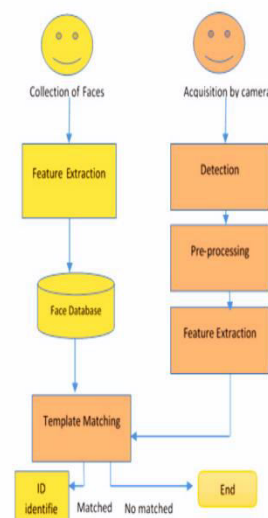 Collection of Faces
Acquisition by camera
Feature Extraction
Detection
Pre-processing
Face Database
Feature Extraction
Template Matching
ID
identifie
Matched
No matched
End